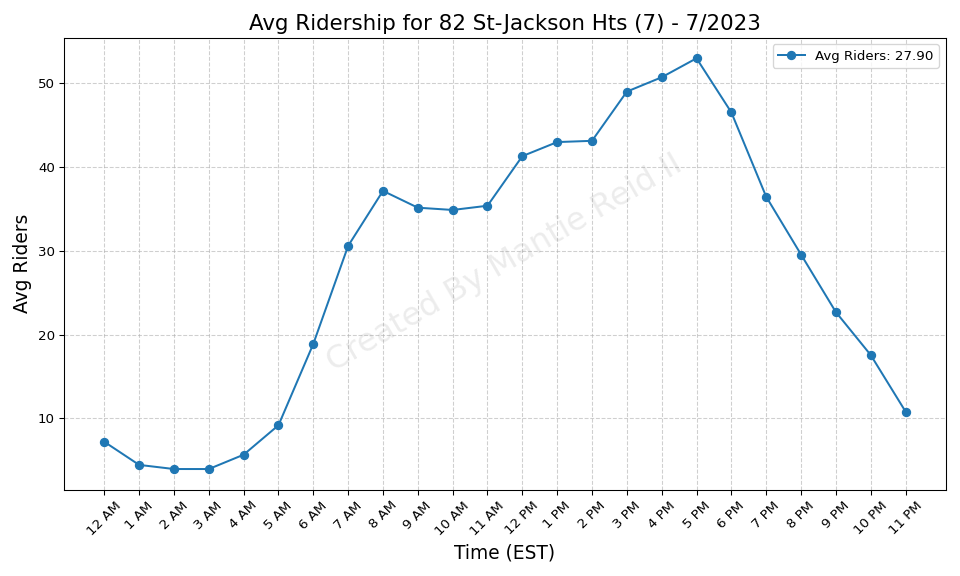 Avg Ridership for 82 St-Jackson Hts (7) - 7/2023
Avg Riders: 27.90
50
40
30
20
10
Avg Riders
Created By Mantie Reid II
12 AM
1 AM
2 AM
3 AM
4 AM
5 AM
6 AM
7 AM
8 AM
9 AM
10 AM
11 AM
12 PM
1 PM
2 PM
3 PM
4 PM
5 PM
6 PM
7 PM
8 PM
9 PM
10 PM
11 PM
Time (EST)